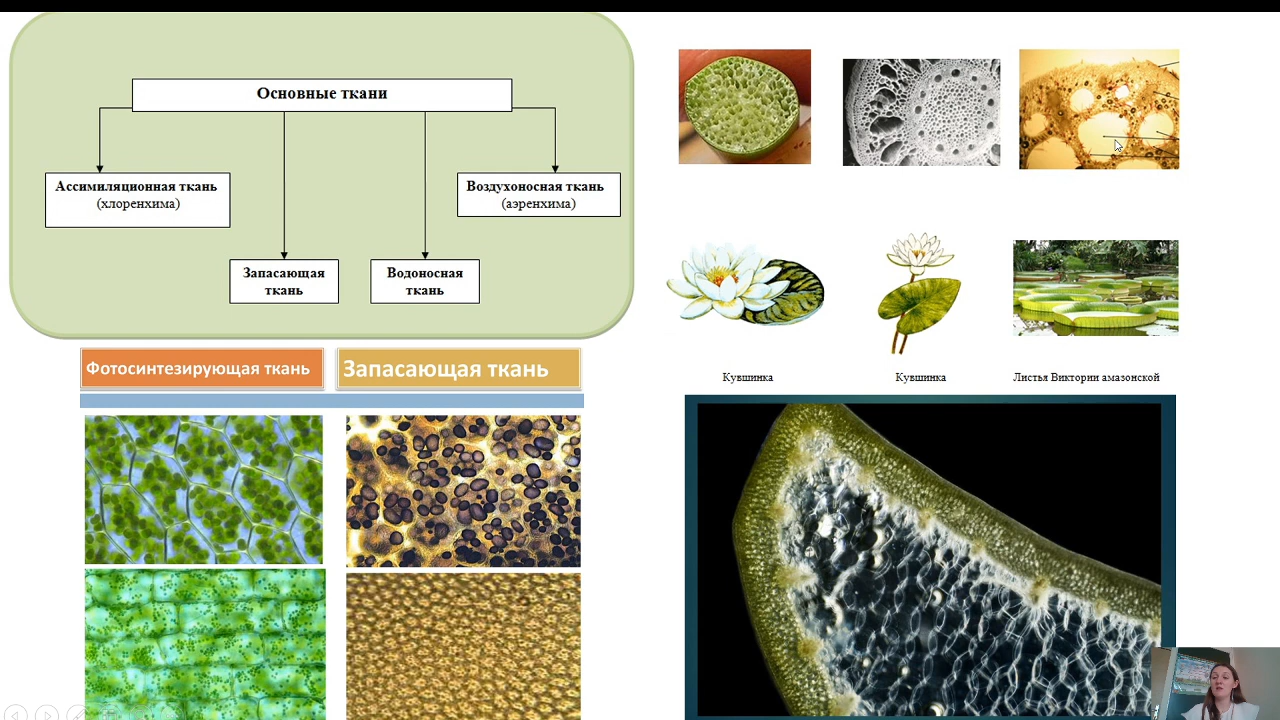 Основные ткани
Ассимиляционная ткань
(хлоренхима)
Воздухоносная ткань
(аэренхима)
Запасающая
ткань
Водоносная
ткань
Фотосинтезирующая ткань
Запасающая ткань
Кувшинка
Кувшинка
Листья Виктории амазонской